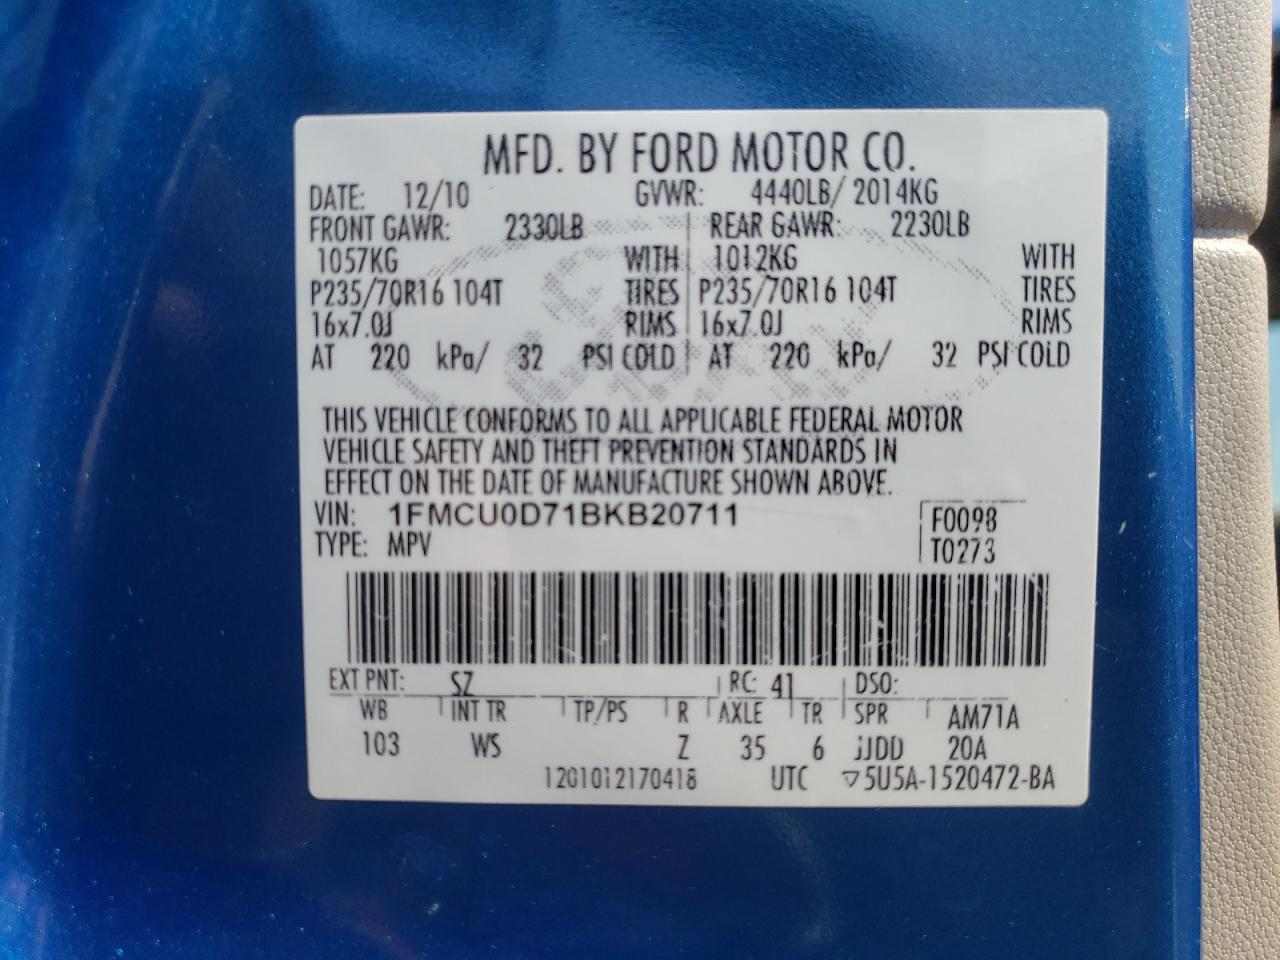 MFD. BY FORD MOTOR CO.
DATE: 12/10 GVWR: 4440LB/ 2014KG
FRONT GAWR: 2330LB REAR GAWR: 2230LB
1057KG WITH 1012KG WITH
P235/70R16 104T TIRES P235/70R16 104T TIRES
16x7.0J RIMS 16x7.0J RIMS
AT 220 kPa/ 32 PSI COLD AT 220 kPa/ 32 PSI COLD
THIS VEHICLE CONFORMS TO ALL APPLICABLE FEDERAL MOTOR
VEHICLE SAFETY AND THEFT PREVENTION STANDARDS IN
EFFECT ON THE DATE OF MANUFACTURE SHOWN ABOVE.
VIN: 1FMCU0D71BKB20711 F0098
TYPE: MPV T0273
EXT PNT: SZ RC: 41 DSO:
WB INT TR TP/PS R AXLE TR SPR AM71A
103 WS Z 35 6 JJDD 20A
UTC ▽5U5A-1520472-BA